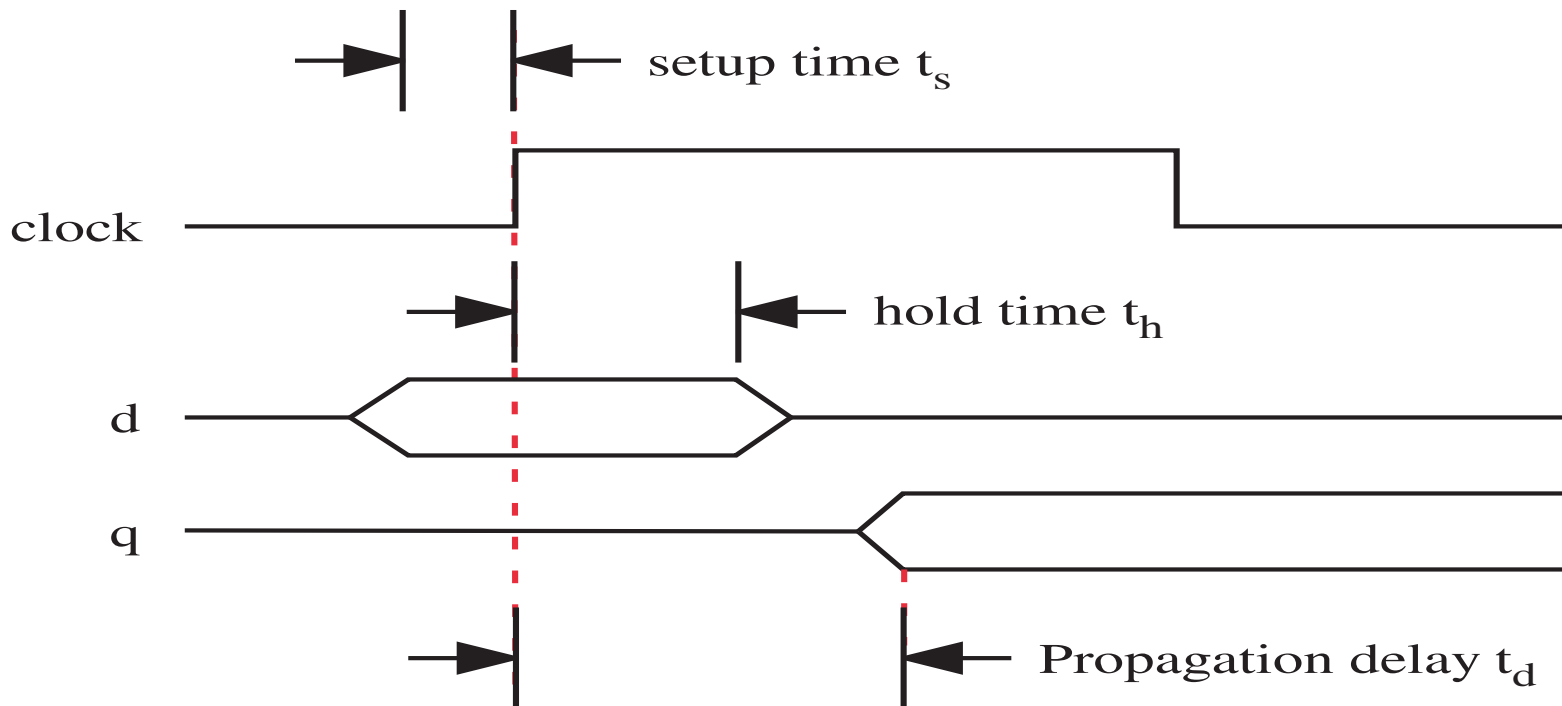 setup time ts
clock
hold time th
d
q
Propagation delay td